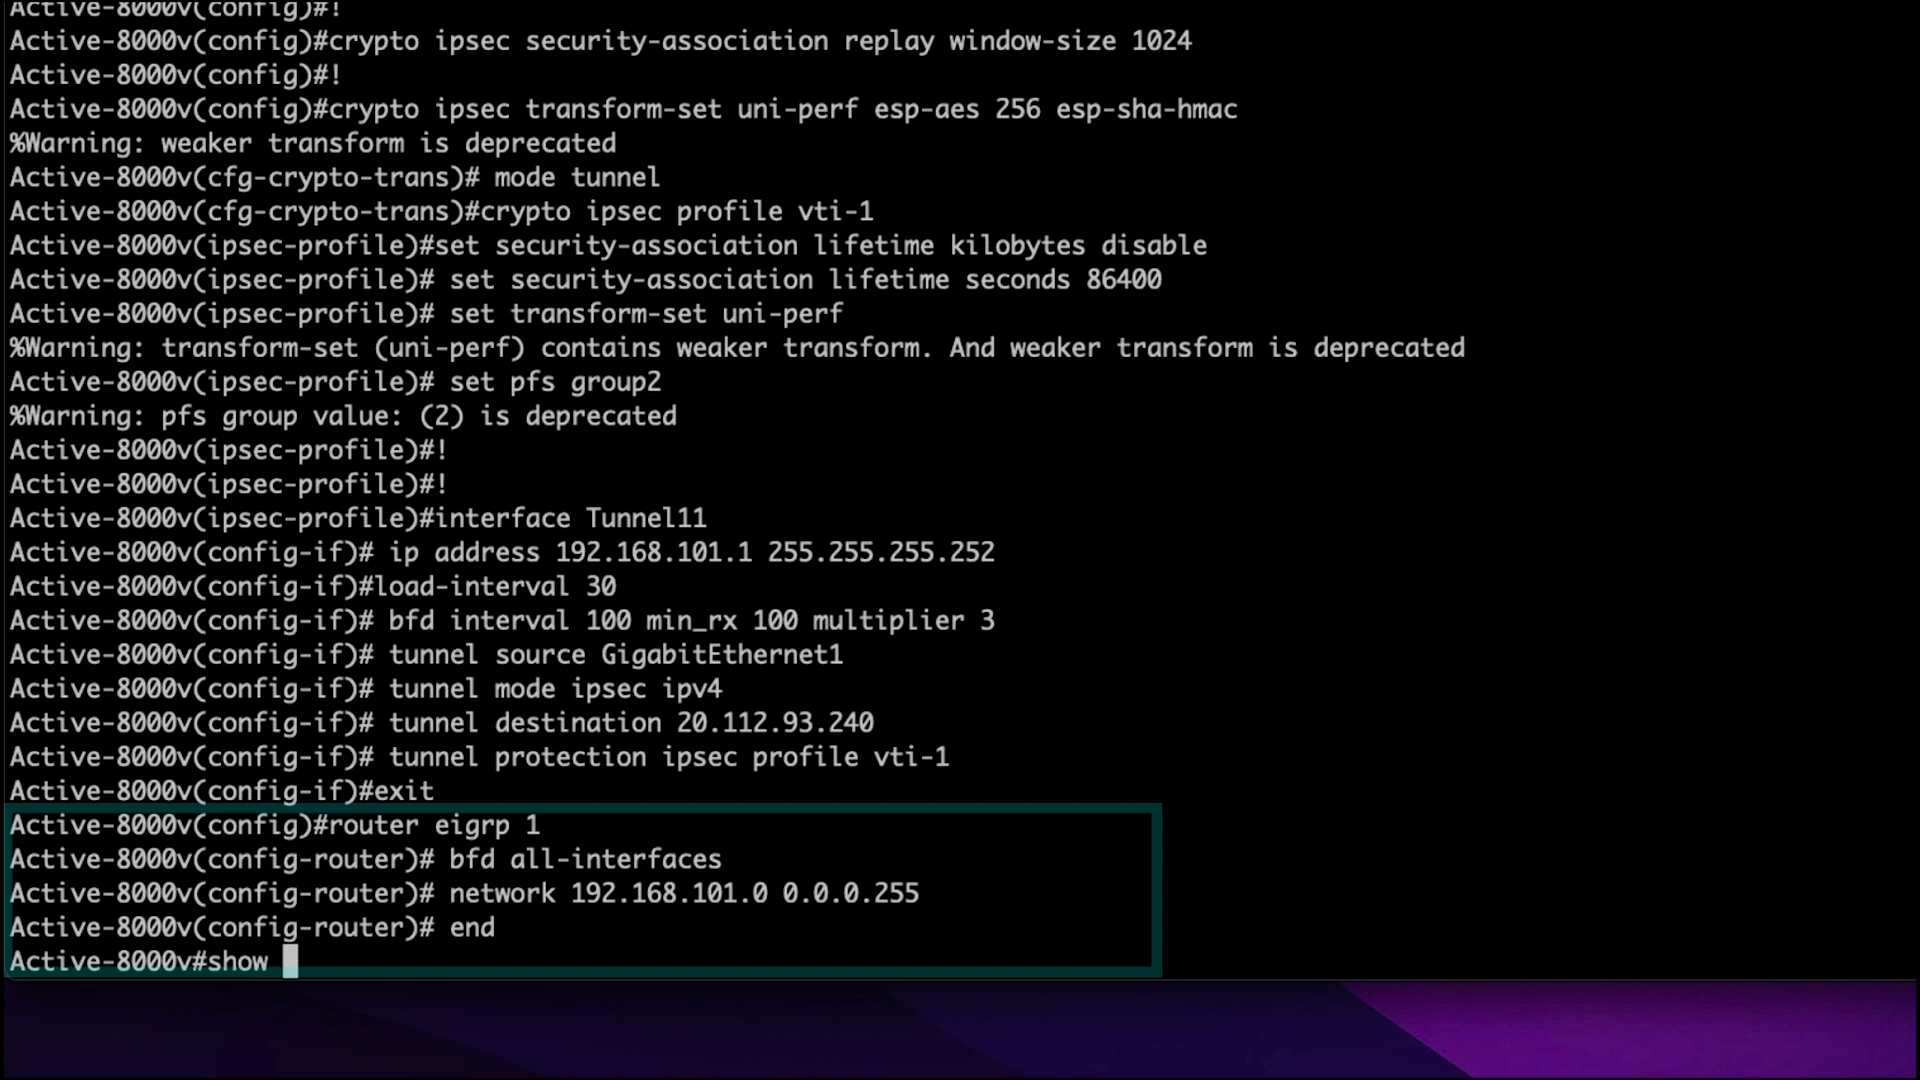 Active-8000v(config)#!
Active-8000v(config)#crypto ipsec security-association replay window-size 1024
Active-8000v(config)#!
Active-8000v(config)#crypto ipsec transform-set uni-perf esp-aes 256 esp-sha-hmac
%Warning: weaker transform is deprecated
Active-8000v(cfg-crypto-trans)# mode tunnel
Active-8000v(cfg-crypto-trans)#crypto ipsec profile vti-1
Active-8000v(ipsec-profile)#set security-association lifetime kilobytes disable
Active-8000v(ipsec-profile)# set security-association lifetime seconds 86400
Active-8000v(ipsec-profile)# set transform-set uni-perf
%Warning: transform-set (uni-perf) contains weaker transform. And weaker transform is deprecated
Active-8000v(ipsec-profile)# set pfs group2
%Warning: pfs group value: (2) is deprecated
Active-8000v(ipsec-profile)#!
Active-8000v(ipsec-profile)#!
Active-8000v(ipsec-profile)#interface Tunnel11
Active-8000v(config-if)# ip address 192.168.101.1 255.255.255.252
Active-8000v(config-if)#load-interval 30
Active-8000v(config-if)# bfd interval 100 min_rx 100 multiplier 3
Active-8000v(config-if)# tunnel source GigabitEthernet1
Active-8000v(config-if)# tunnel mode ipsec ipv4
Active-8000v(config-if)# tunnel destination 20.112.93.240
Active-8000v(config-if)# tunnel protection ipsec profile vti-1
Active-8000v(config-if)#exit
Active-8000v(config)#router eigrp 1
Active-8000v(config-router)# bfd all-interfaces
Active-8000v(config-router)# network 192.168.101.0 0.0.0.255
Active-8000v(config-router)# end
Active-8000v#show